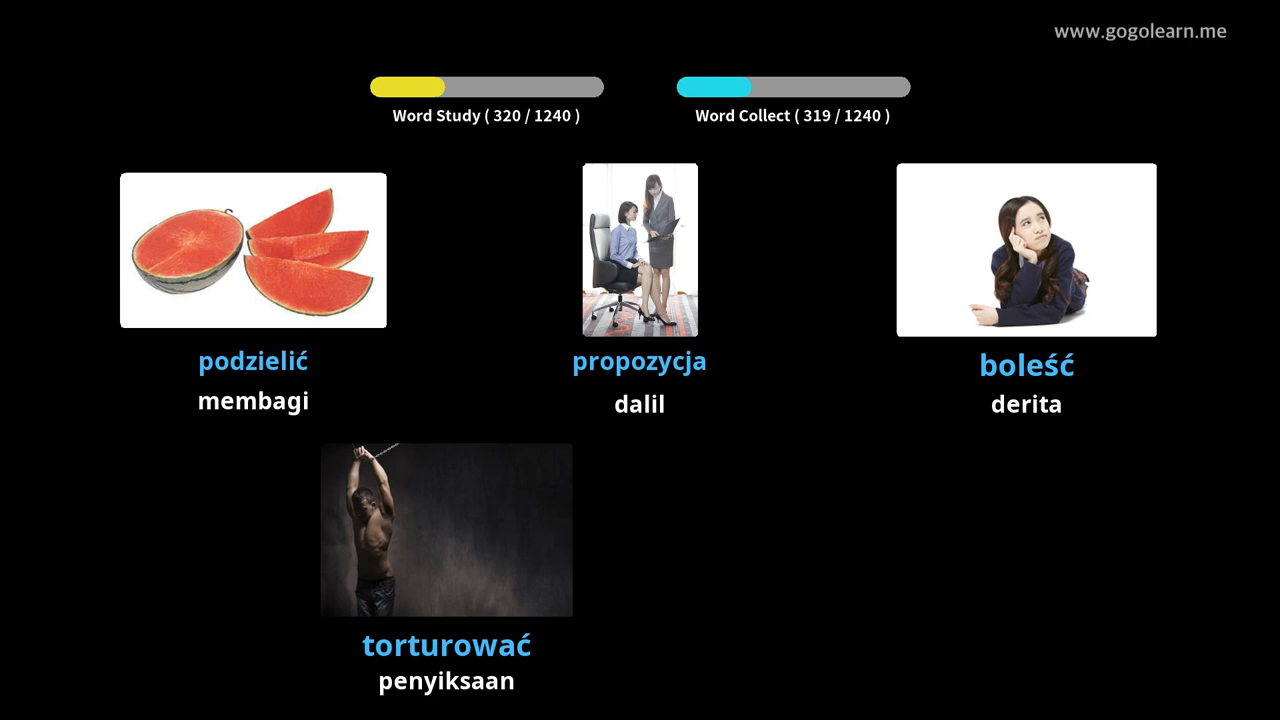 www.gogolearn.me
Word Study ( 320 / 1240 )
Word Collect ( 319 / 1240 )
podzielić
membagi
propozycja
dalil
boleść
derita
torturować
penyiksaan